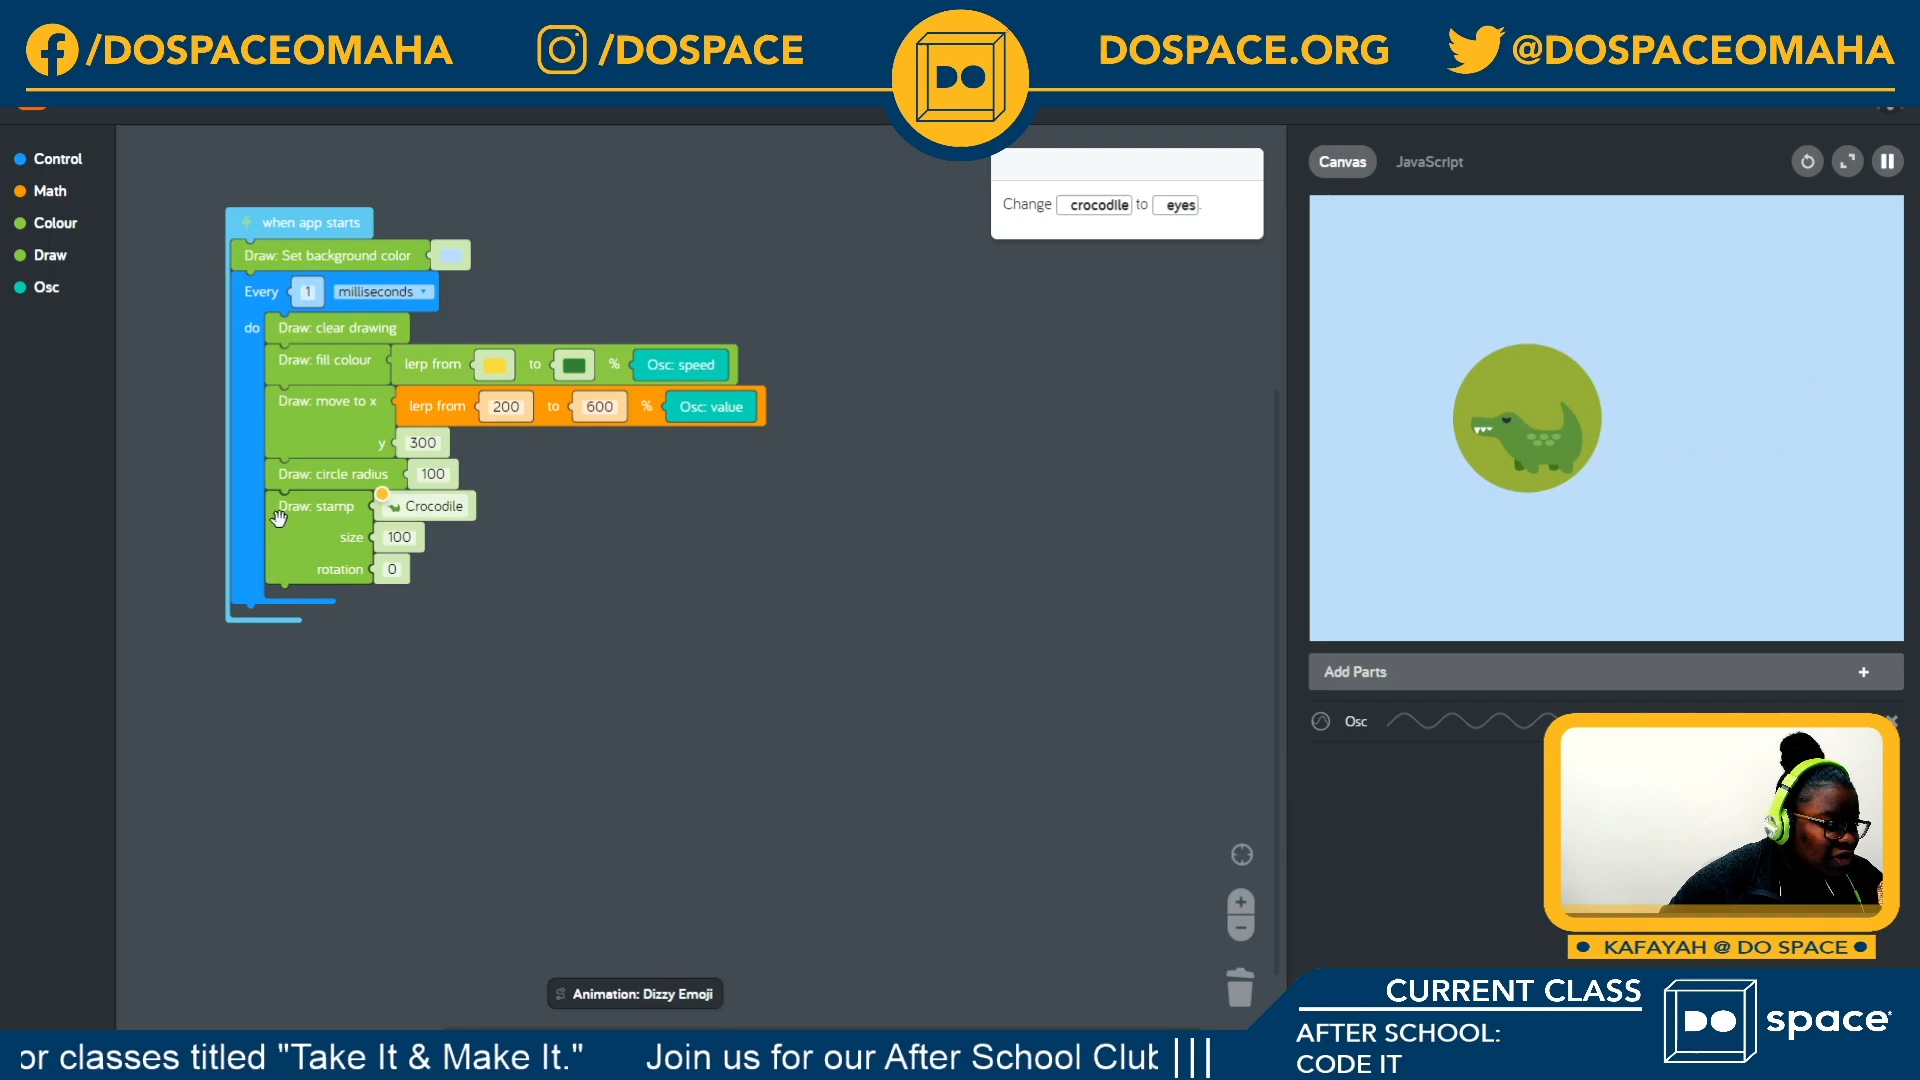 /DOSPACEOMAHA
/DOSPACE
DO
DOSPACE.ORG
@DOSPACEOMAHA
Control
Math
Colour
Draw
Osc
when app starts
Draw: Set background color
Every 1 milliseconds
do
Draw: clear drawing
Draw: fill colour lerp from to % Osc: speed
Draw: move to x lerp from 200 to 600 % Osc: value
y 300
Draw: circle radius 100
Draw: stamp Crocodile
size 100
rotation 0
Change crocodile to eyes.
Canvas JavaScript
Add Parts +
Osc
KAFAYAH @ DO SPACE
Animation: Dizzy Emoji
CURRENT CLASS
AFTER SCHOOL:
CODE IT
DO space
or classes titled "Take It & Make It." Join us for our After School Club